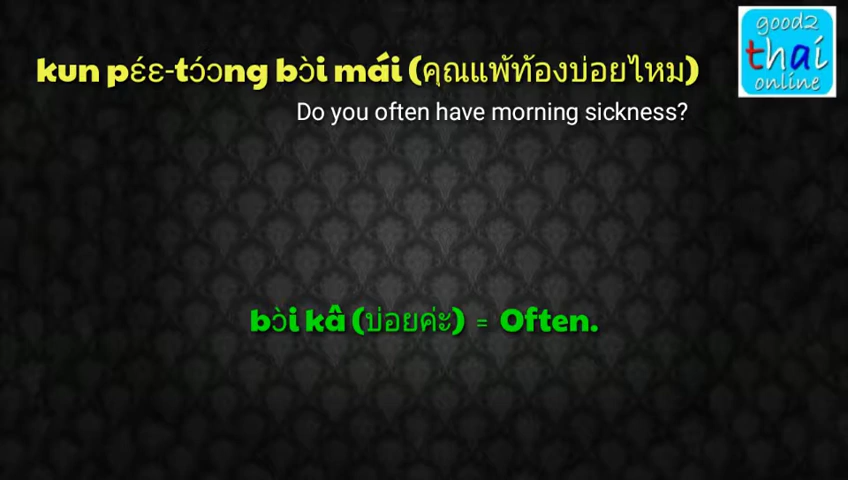 good2
thai
online
kun pɛ́ɛ-tɔ́ɔng bɔ̀i mái (คุณแพ้ท้องบ่อยไหม)
Do you often have morning sickness?
bɔ̀i kâ (บ่อยค่ะ) = Often.